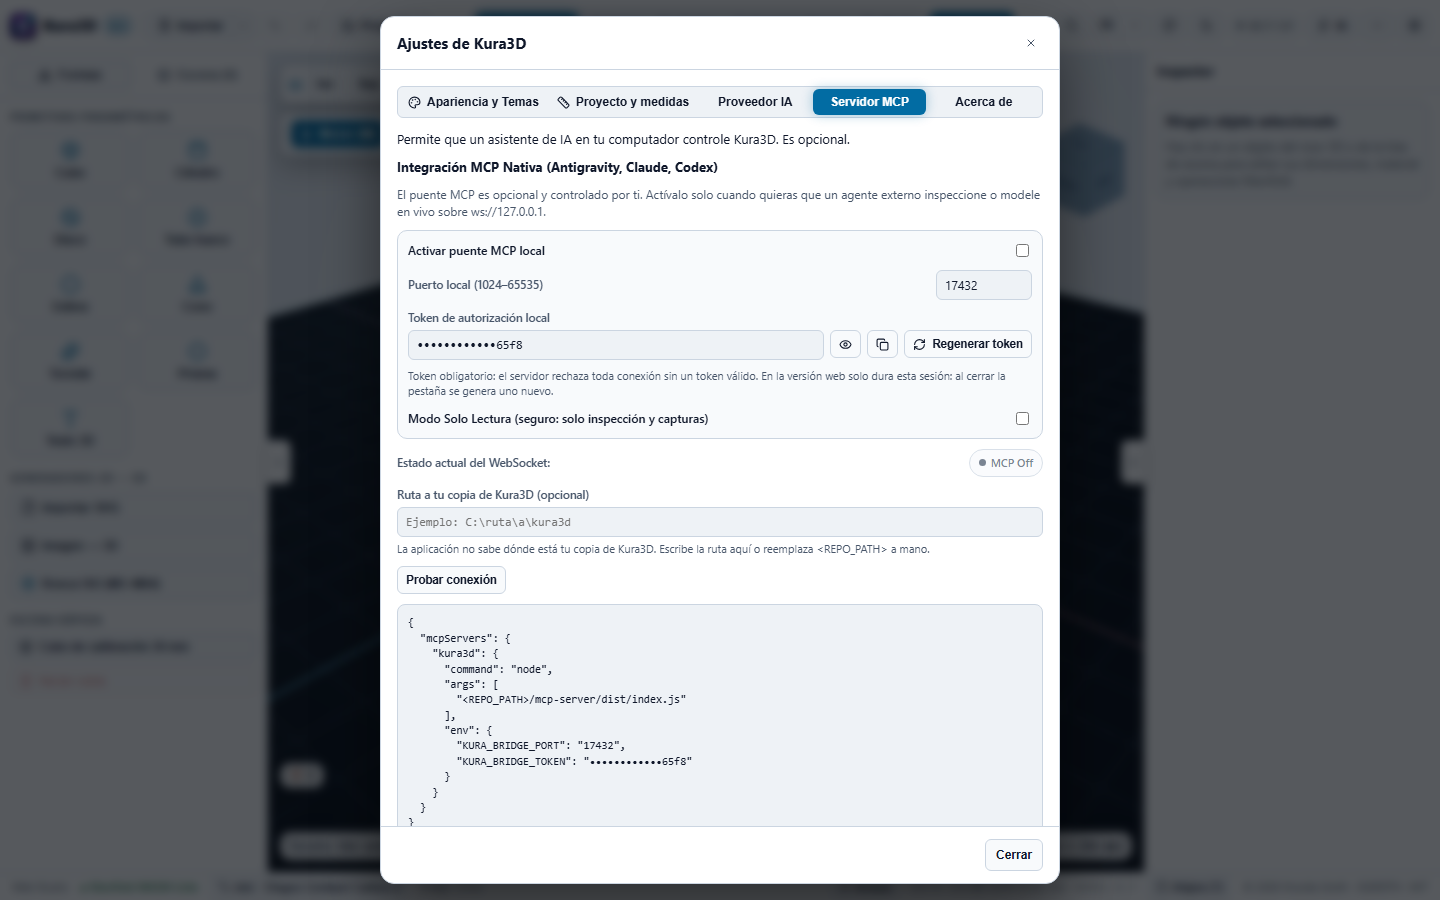 Ajustes de Kura3D
Apariencia y Temas
Proyecto y medidas
Proveedor IA
Servidor MCP
Acerca de
Permite que un asistente de IA en tu computador controle Kura3D. Es opcional.
Integración MCP Nativa (Antigravity, Claude, Codex)
El puente MCP es opcional y controlado por ti. Actívalo solo cuando quieras que un agente externo inspeccione o modele
en vivo sobre ws://127.0.0.1.
Activar puente MCP local
Puerto local (1024–65535)
17432
Token de autorización local
••••••••••••65f8
Regenerar token
Token obligatorio: el servidor rechaza toda conexión sin un token válido. En la versión web solo dura esta sesión: al cerrar la
pestaña se genera uno nuevo.
Modo Solo Lectura (seguro: solo inspección y capturas)
Estado actual del WebSocket:
MCP Off
Ruta a tu copia de Kura3D (opcional)
Ejemplo: C:\ruta\a\kura3d
La aplicación no sabe dónde está tu copia de Kura3D. Escribe la ruta aquí o reemplaza <REPO_PATH> a mano.
Probar conexión
{
  "mcpServers": {
    "kura3d": {
      "command": "node",
      "args": [
        "<REPO_PATH>/mcp-server/dist/index.js"
      ],
      "env": {
        "KURA_BRIDGE_PORT": "17432",
        "KURA_BRIDGE_TOKEN": "••••••••••••65f8"
      }
    }
  }
}
Cerrar